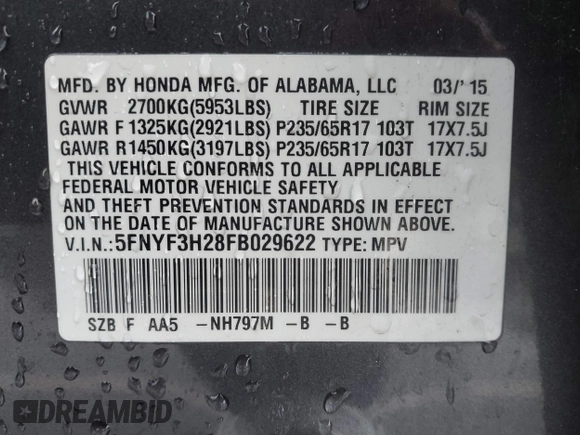 MFD. BY HONDA MFG. OF ALABAMA, LLC 03/' 15
GVWR 2700KG(5953LBS) TIRE SIZE RIM SIZE
GAWR F 1325KG(2921LBS) P235/65R17 103T 17X7.5J
GAWR R1450KG(3197LBS) P235/65R17 103T 17X7.5J
THIS VEHICLE CONFORMS TO ALL APPLICABLE
FEDERAL MOTOR VEHICLE SAFETY
AND THEFT PREVENTION STANDARDS IN EFFECT
ON THE DATE OF MANUFACTURE SHOWN ABOVE.
V.I.N.:5FNYF3H28FB029622 TYPE: MPV
SZB F AA5 -NH797M -B -B
DREAMBID